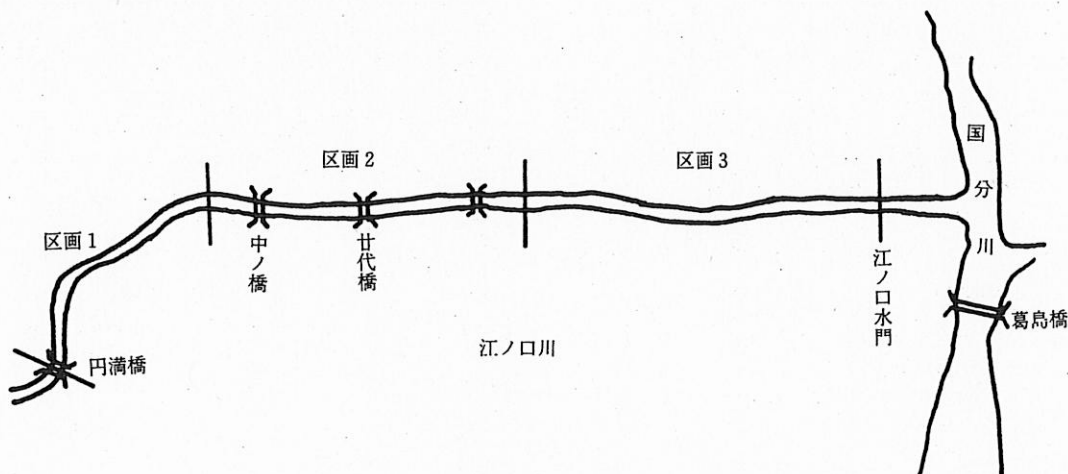 区画1
区画2
区画3
中ノ橋
廿代橋
円満橋
江ノ口川
江ノ口水門
国分川
葛島橋